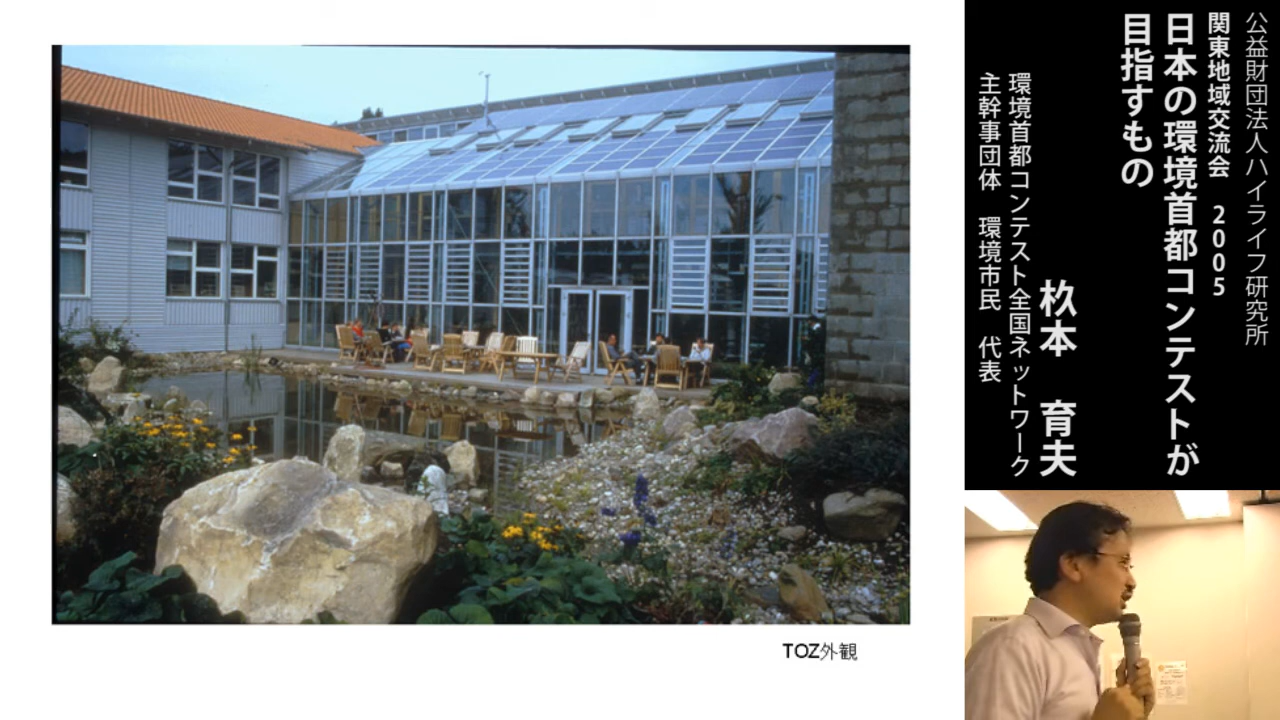 公益財団法人ハイライフ研究所
関東地域交流会 2005
日本の環境首都コンテストが
目指すもの
杦本 育夫
環境首都コンテスト全国ネットワーク
主幹事団体 環境市民 代表
TOZ外観